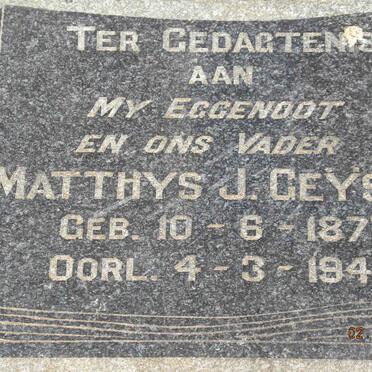 TER GEDAGTENIS
AAN
MY EGGENOOT
EN ONS VADER
MATTHYS J. GEYS
GEB. 10 - 6 - 187
OORL. 4 - 3 - 194
02